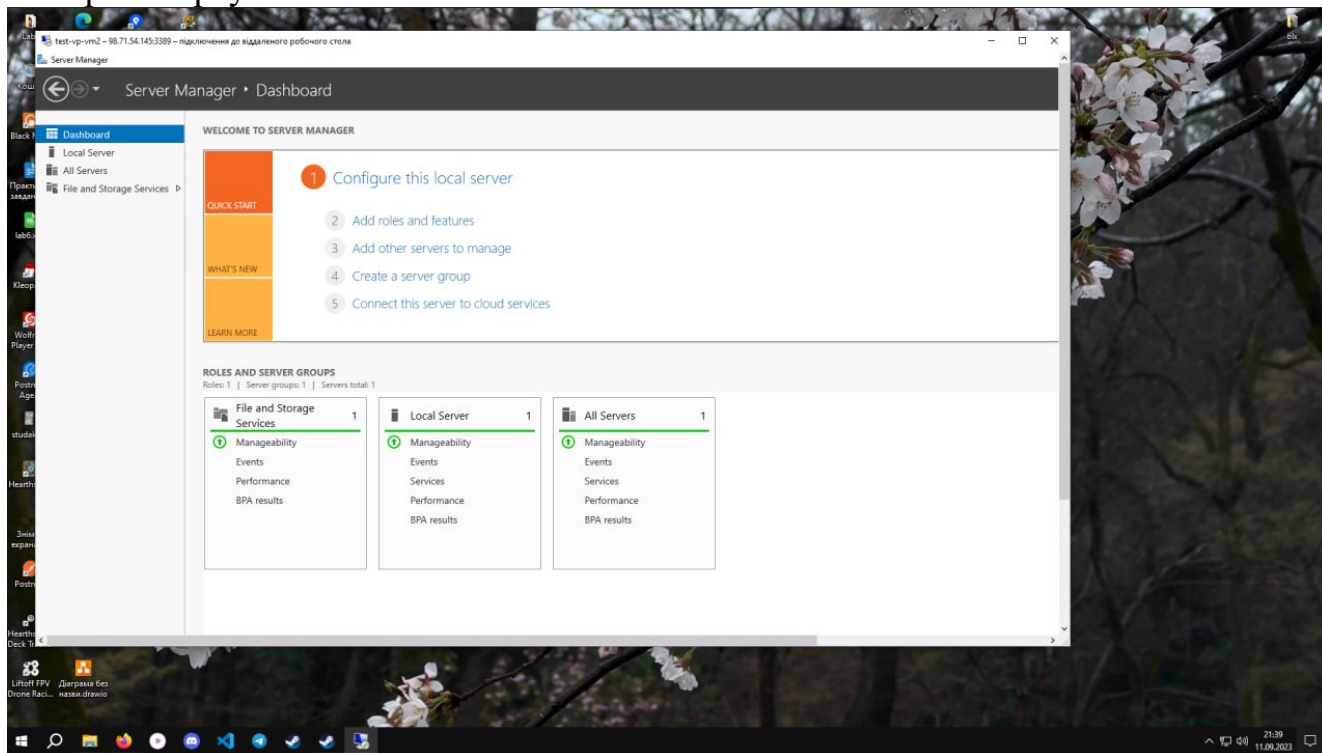 test-vp-vm2 – 98.71.54.145:3389 – підключення до віддаленого робочого стола
Server Manager
Server Manager • Dashboard
Dashboard
Local Server
All Servers
File and Storage Services
WELCOME TO SERVER MANAGER
QUICK START
WHAT'S NEW
LEARN MORE
1 Configure this local server
2 Add roles and features
3 Add other servers to manage
4 Create a server group
5 Connect this server to cloud services
ROLES AND SERVER GROUPS
Roles: 1 | Server groups: 1 | Servers total: 1
File and Storage
Services
1
Manageability
Events
Performance
BPA results
Local Server 1
Manageability
Events
Services
Performance
BPA results
All Servers 1
Manageability
Events
Services
Performance
BPA results
Black
lab6
Player
Deck
Liftoff FPV
Drone Raci...
Діаграма без
назви.drawio
21:39
11.09.2023